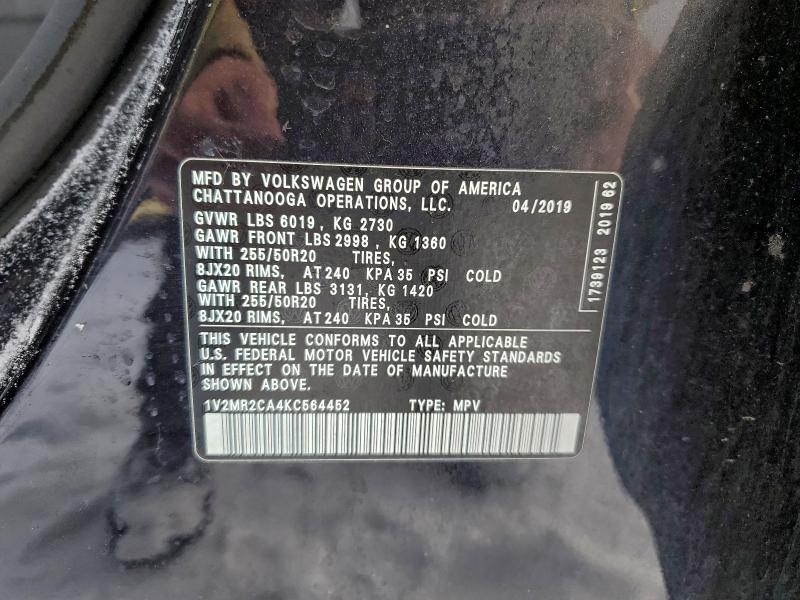 MFD BY VOLKSWAGEN GROUP OF AMERICA
CHATTANOOGA OPERATIONS, LLC. 04/2019
GVWR LBS 6019 , KG 2730
GAWR FRONT LBS 2998 , KG 1360
WITH 255/50R20 TIRES,
8JX20 RIMS, AT 240 KPA 35 PSI COLD
GAWR REAR LBS 3131, KG 1420
WITH 255/50R20 TIRES,
8JX20 RIMS, AT 240 KPA 35 PSI COLD
THIS VEHICLE CONFORMS TO ALL APPLICABLE
U.S. FEDERAL MOTOR VEHICLE SAFETY STANDARDS
IN EFFECT ON THE DATE OF MANUFACTURE
SHOWN ABOVE.
1V2MR2CA4KC564452 TYPE: MPV
1739123 2019 62